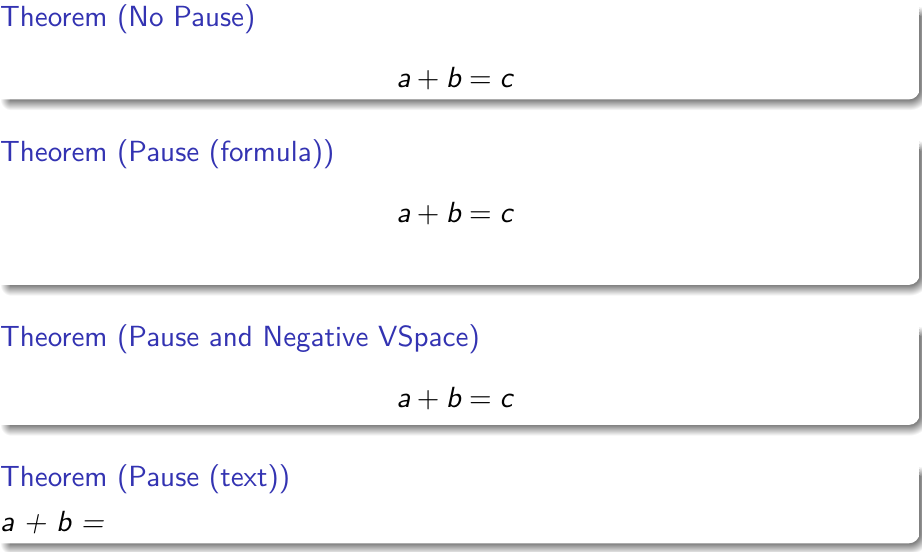 Theorem (No Pause)
a + b = c
Theorem (Pause (formula))
a + b = c
Theorem (Pause and Negative VSpace)
a + b = c
Theorem (Pause (text))
a + b =